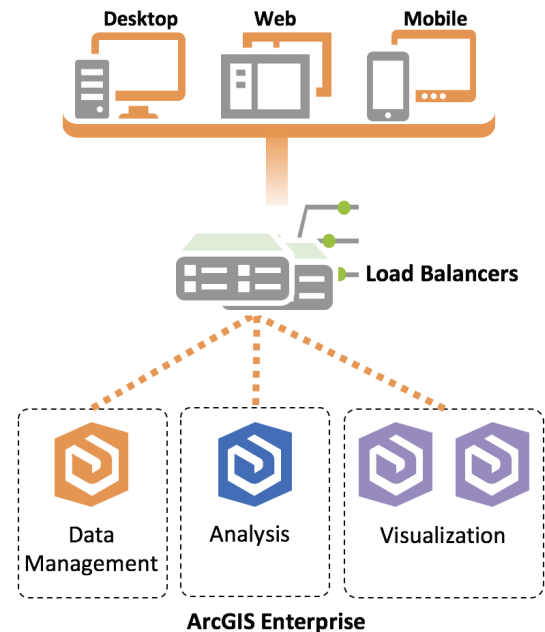 Desktop
Web
Mobile
Load Balancers
Data
Management
Analysis
Visualization
ArcGIS Enterprise